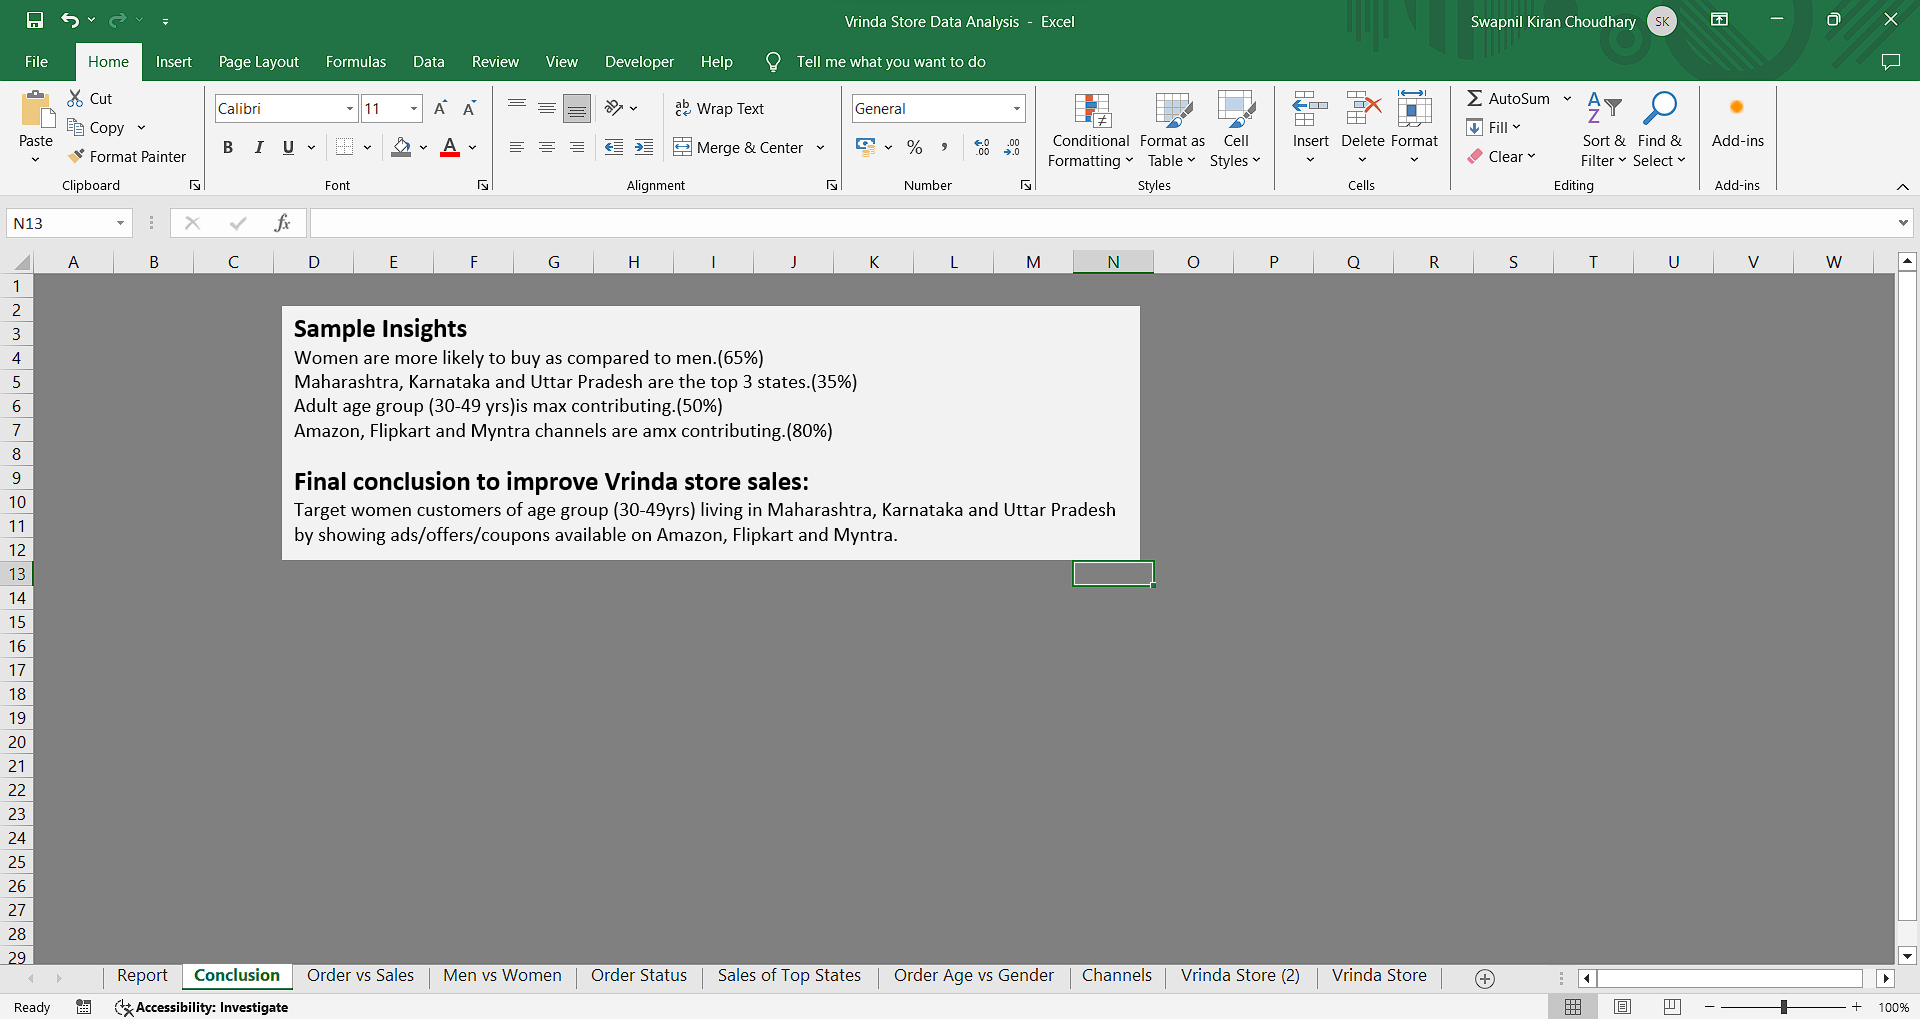 Vrinda Store Data Analysis - Excel
Swapnil Kiran Choudhary SK
File Home Insert Page Layout Formulas Data Review View Developer Help Tell me what you want to do
Paste
Cut
Copy
Format Painter
Clipboard
Calibri 11
B I U A
Font
ab Wrap Text
Merge & Center
Alignment
General
% ,
Number
Conditional Formatting
Format as Table
Cell Styles
Styles
Insert Delete Format
Cells
AutoSum
Fill
Clear
Sort & Filter
Find & Select
Editing
Add-ins
Add-ins
N13 fx
A B C D E F G H I J K L M N O P Q R S T U V W
1
2
3
4
5
6
7
8
9
10
11
12
13
14
15
16
17
18
19
20
21
22
23
24
25
26
27
28
29
Sample Insights
Women are more likely to buy as compared to men.(65%)
Maharashtra, Karnataka and Uttar Pradesh are the top 3 states.(35%)
Adult age group (30-49 yrs)is max contributing.(50%)
Amazon, Flipkart and Myntra channels are amx contributing.(80%)
Final conclusion to improve Vrinda store sales:
Target women customers of age group (30-49yrs) living in Maharashtra, Karnataka and Uttar Pradesh
by showing ads/offers/coupons available on Amazon, Flipkart and Myntra.
Report Conclusion Order vs Sales Men vs Women Order Status Sales of Top States Order Age vs Gender Channels Vrinda Store (2) Vrinda Store
Ready Accessibility: Investigate 100%